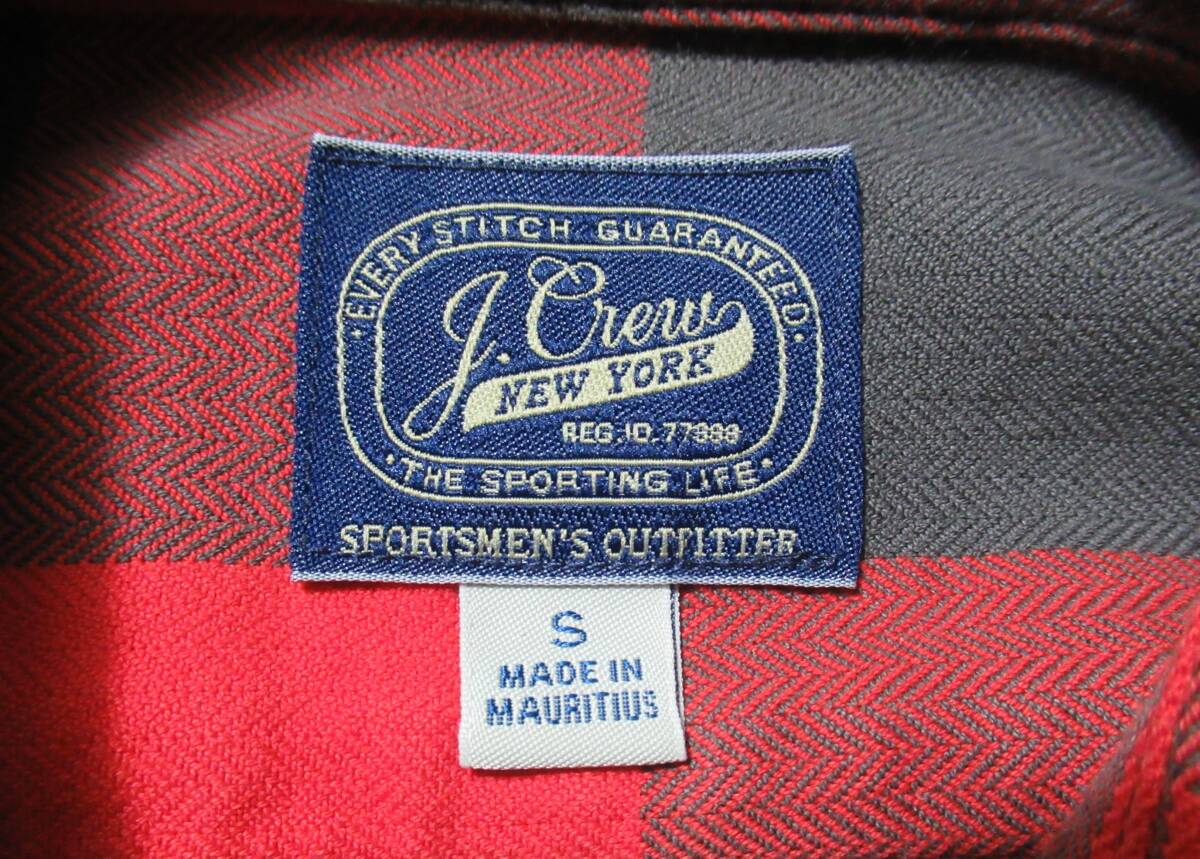 EVERY STITCH GUARANTEED
J. Crew
NEW YORK
REG. ID. 77388
· THE SPORTING LIFE ·
SPORTSMEN'S OUTFITTER
S
MADE IN
MAURITIUS